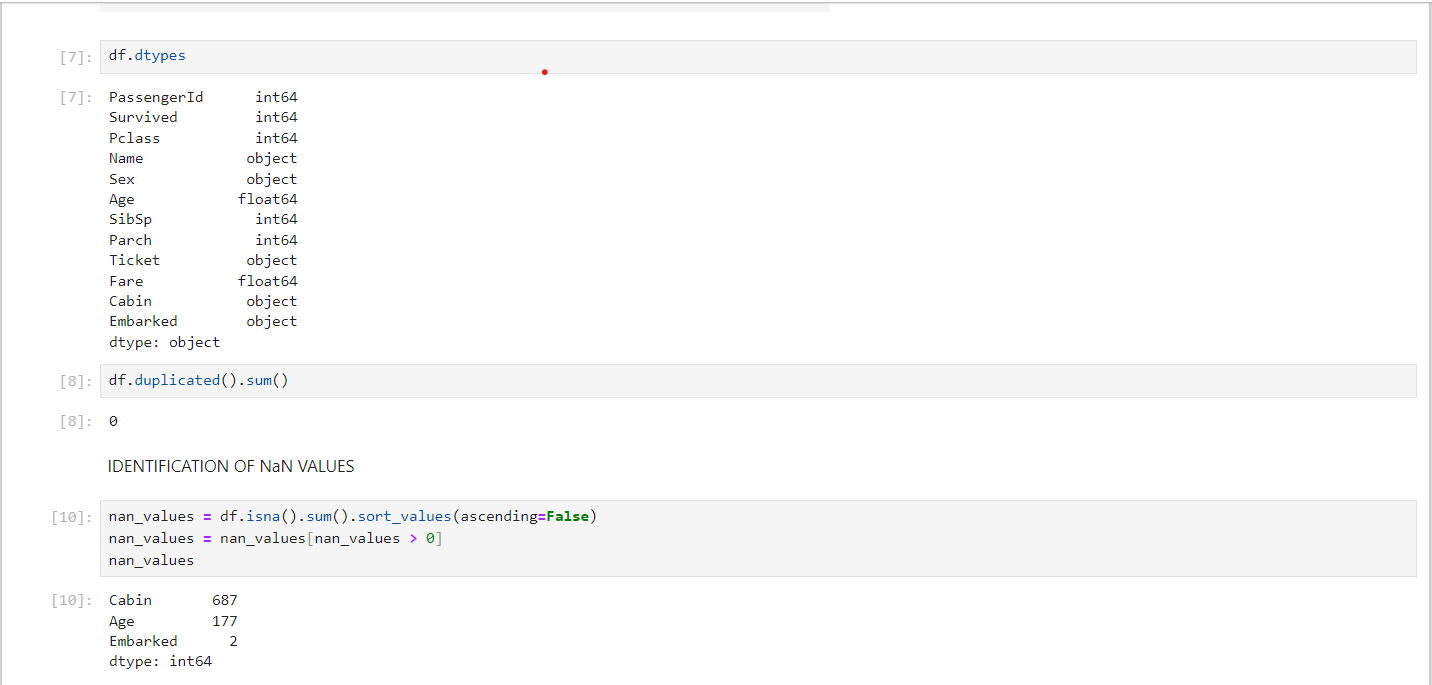 [7]: df.dtypes
[7]: PassengerId int64
Survived int64
Pclass int64
Name object
Sex object
Age float64
SibSp int64
Parch int64
Ticket object
Fare float64
Cabin object
Embarked object
dtype: object
[8]: df.duplicated().sum()
[8]: 0
IDENTIFICATION OF NaN VALUES
[10]: nan_values = df.isna().sum().sort_values(ascending=False)
nan_values = nan_values[nan_values > 0]
nan_values
[10]: Cabin 687
Age 177
Embarked 2
dtype: int64